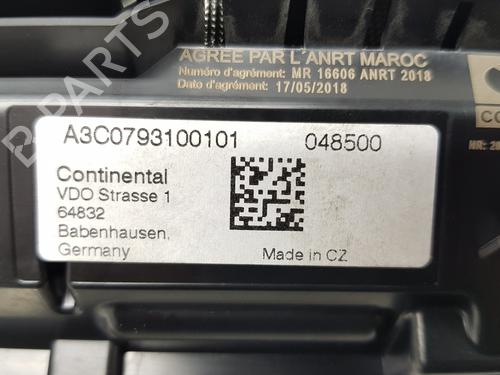 AGREE PAR L'ANRT MAROC
Numéro d'agrément: MR 16606 ANRT 2018
Date d'agrément: 17/05/2018
A3C0793100101 048500
Continental
VDO Strasse 1
64832
Babenhausen,
Germany
Made in CZ
B-PARTS